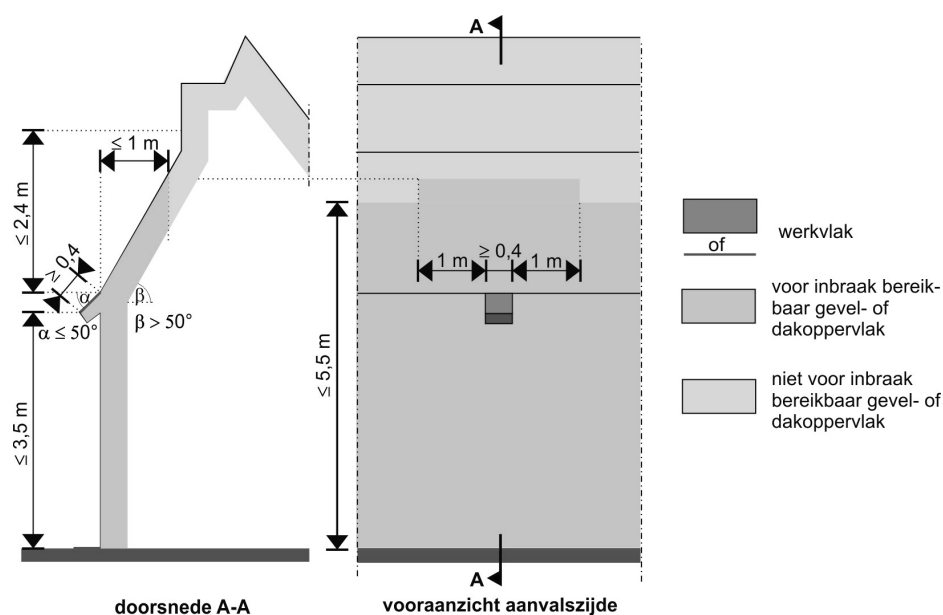 A
≤ 1 m
≤ 2,4 m
≥ 0,4
α
β
α ≤ 50°
β > 50°
≤ 3,5 m
≥ 0,4
1 m
1 m
≤ 5,5 m
A
doorsnede A-A
vooraanzicht aanvalszijde
werkvlak
of
voor inbraak bereik-
baar gevel- of
dakoppervlak
niet voor inbraak
bereikbaar gevel- of
dakoppervlak